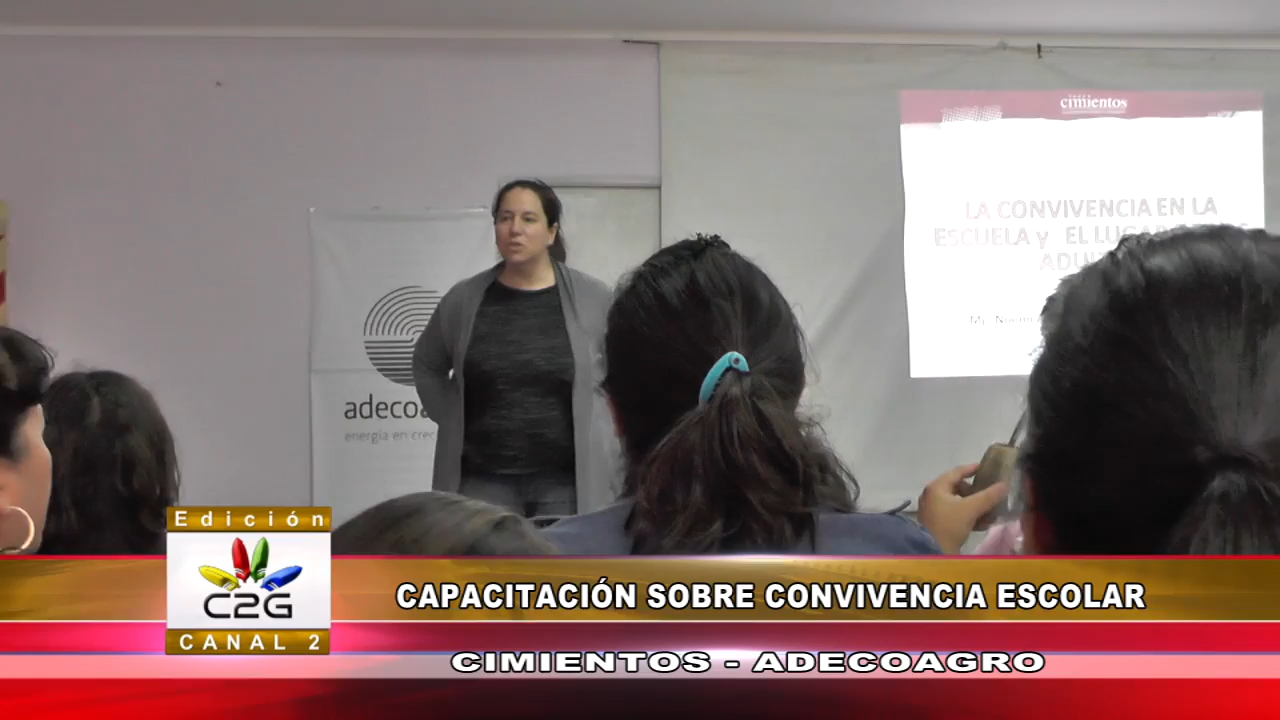 cimientos
LA CONVIVENCIA EN LA
ESCUELA y EL LUGAR
adeco
energía en crec
Edición
C2G
CANAL 2
CAPACITACIÓN SOBRE CONVIVENCIA ESCOLAR
CIMIENTOS - ADECOAGRO